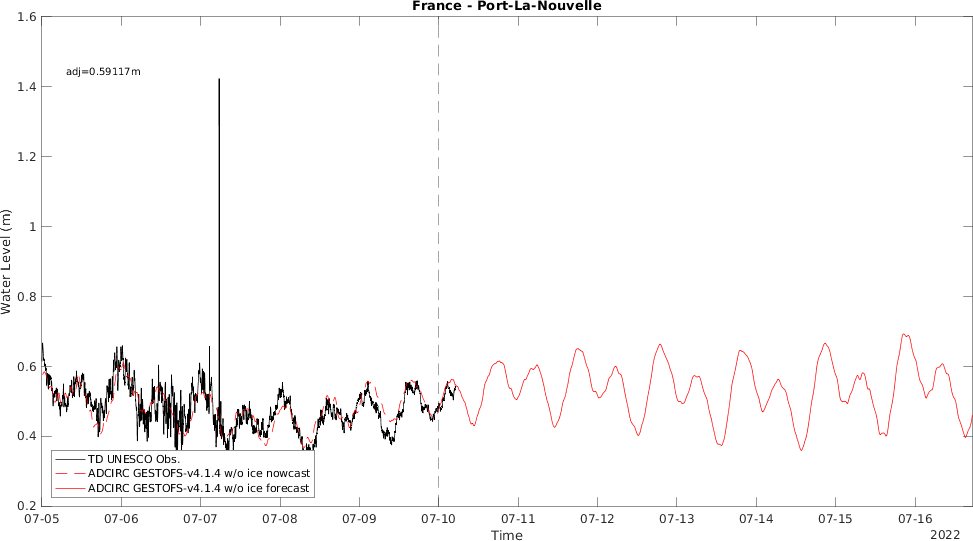 France - Port-La-Nouvelle
adj=0.59117m
Water Level (m)
1.6
1.4
1.2
1
0.8
0.6
0.4
0.2
TD UNESCO Obs.
ADCIRC GESTOFS-v4.1.4 w/o ice nowcast
ADCIRC GESTOFS-v4.1.4 w/o ice forecast
07-05 07-06 07-07 07-08 07-09 07-10 07-11 07-12 07-13 07-14 07-15 07-16
Time
2022